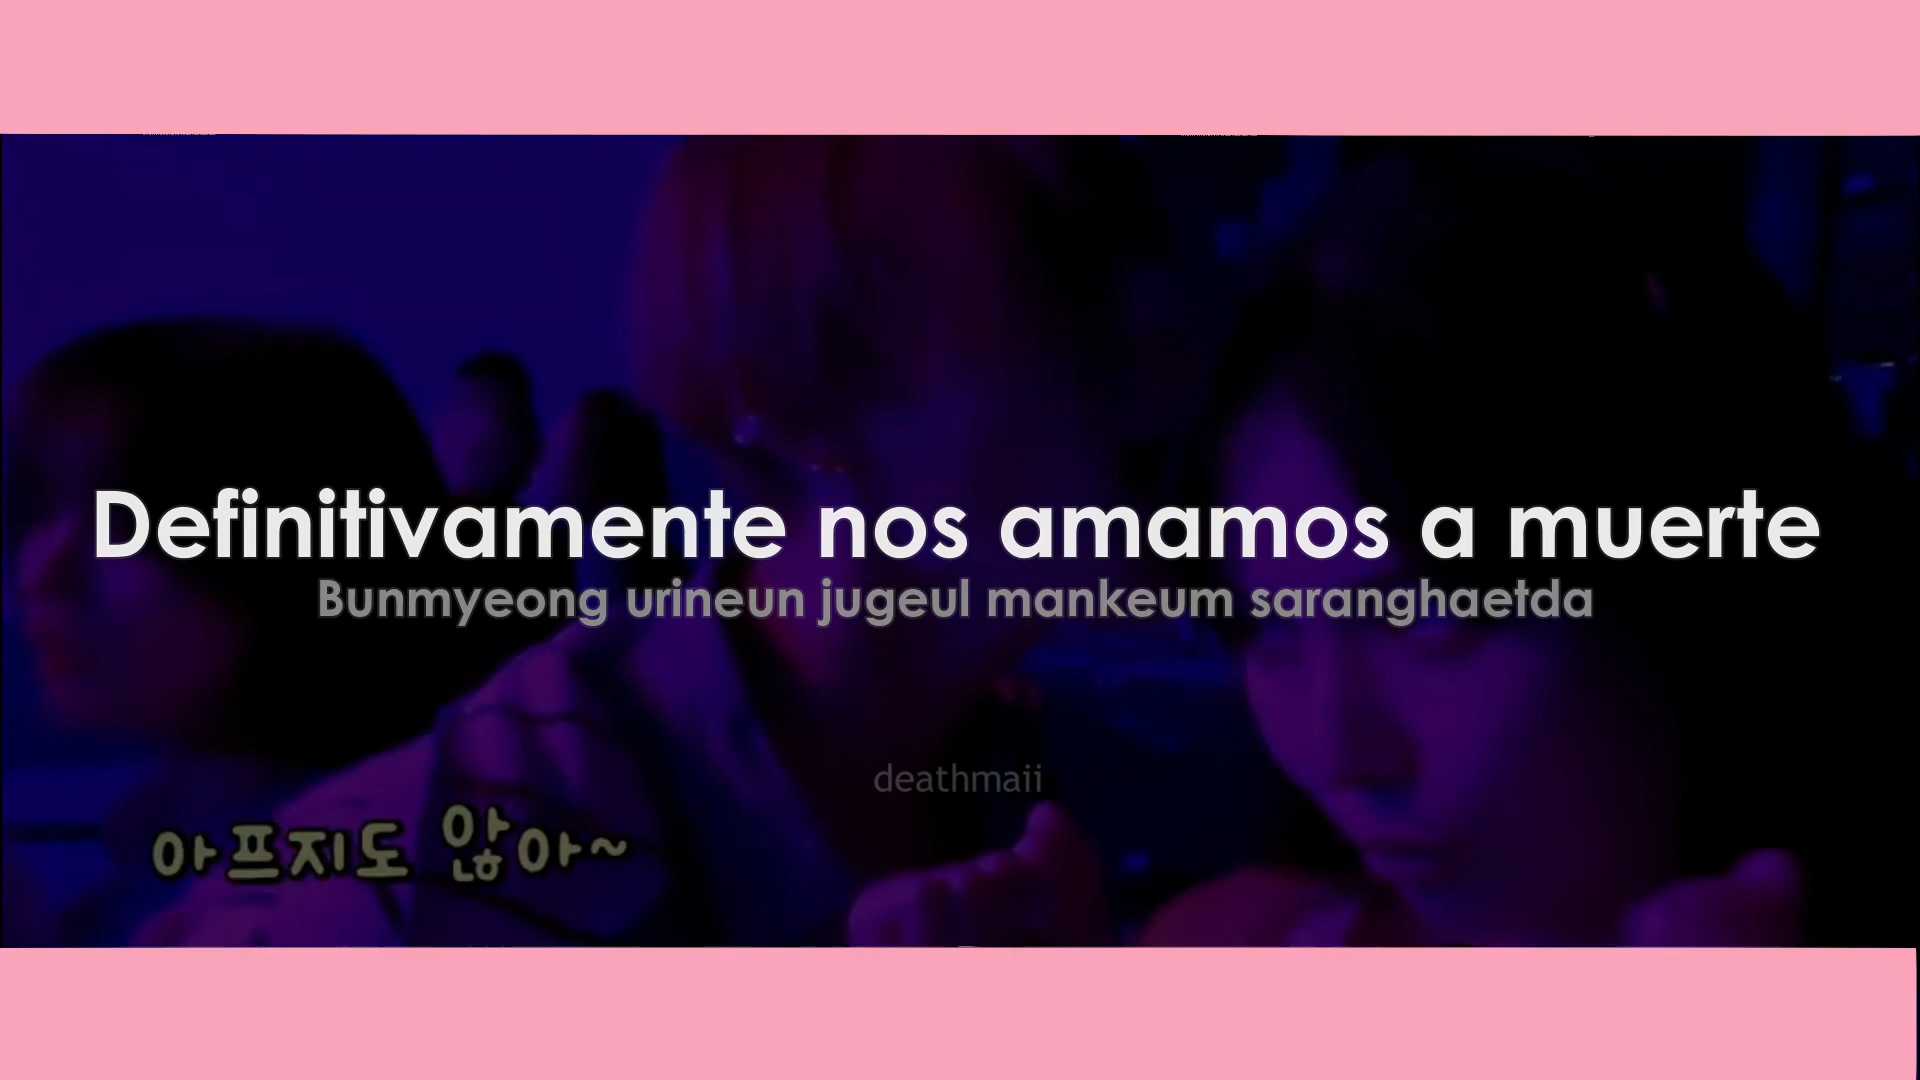 Definitivamente nos amamos a muerte
Bunmyeong urineun jugeul mankeum saranghaetda
deathmaii
아프지도 않아~